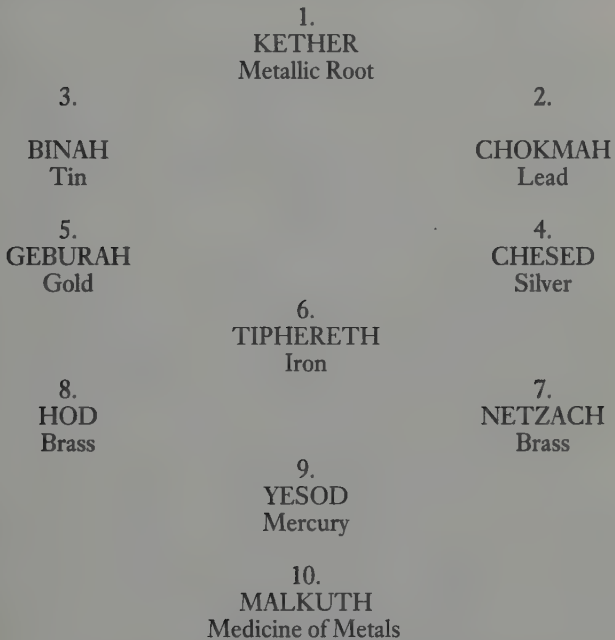 1.
KETHER
Metallic Root
3.
2.
BINAH
CHOKMAH
Tin
Lead
5.
4.
GEBURAH
CHESED
Gold
Silver
6.
TIPHERETH
Iron
8.
7.
HOD
NETZACH
Brass
Brass
9.
YESOD
Mercury
10.
MALKUTH
Medicine of Metals